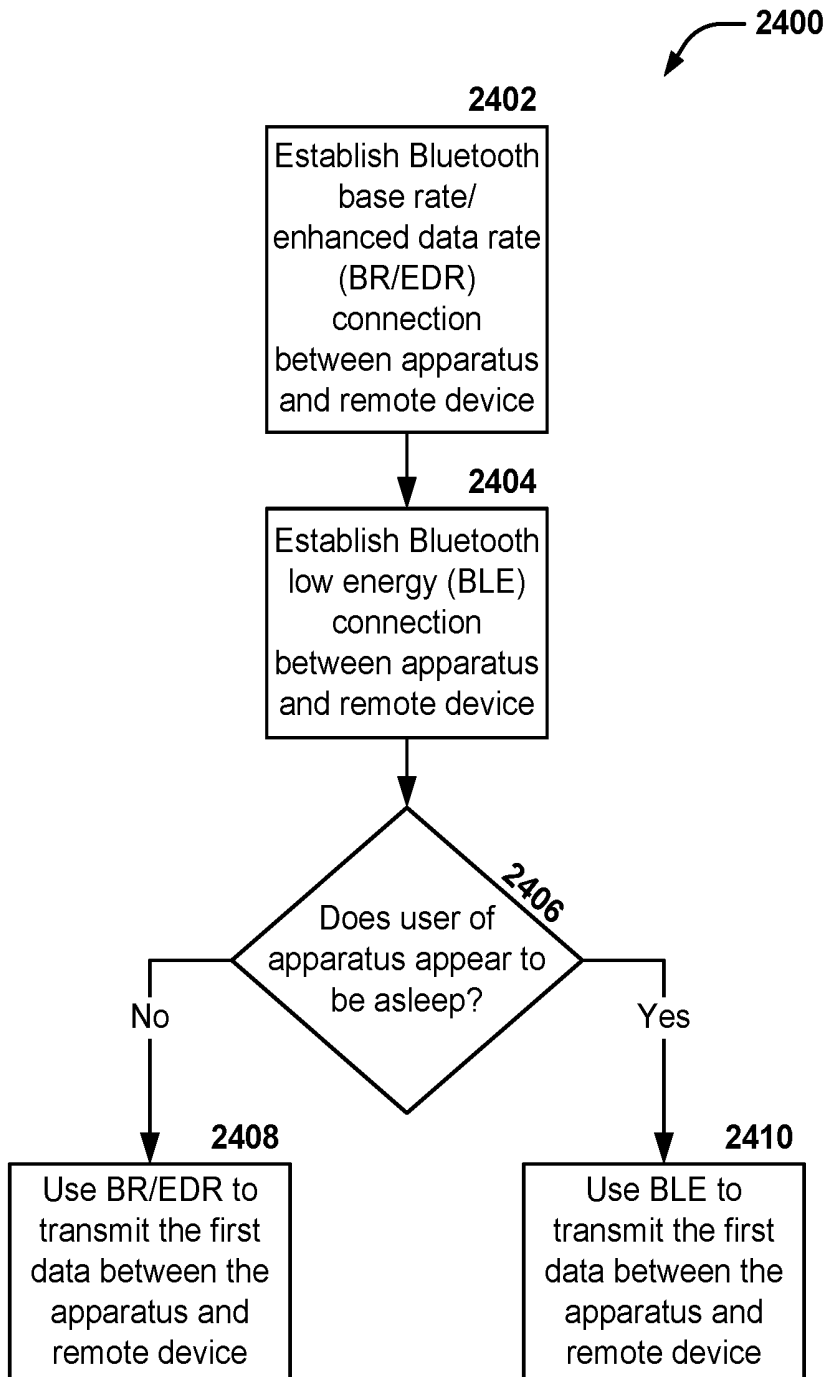 2400
2402
Establish Bluetooth
base rate/
enhanced data rate
(BR/EDR)
connection
between apparatus
and remote device
2404
Establish Bluetooth
low energy (BLE)
connection
between apparatus
and remote device
2406
Does user of
apparatus appear to
be asleep?
No
Yes
2408
Use BR/EDR to
transmit the first
data between the
apparatus and
remote device
2410
Use BLE to
transmit the first
data between the
apparatus and
remote device